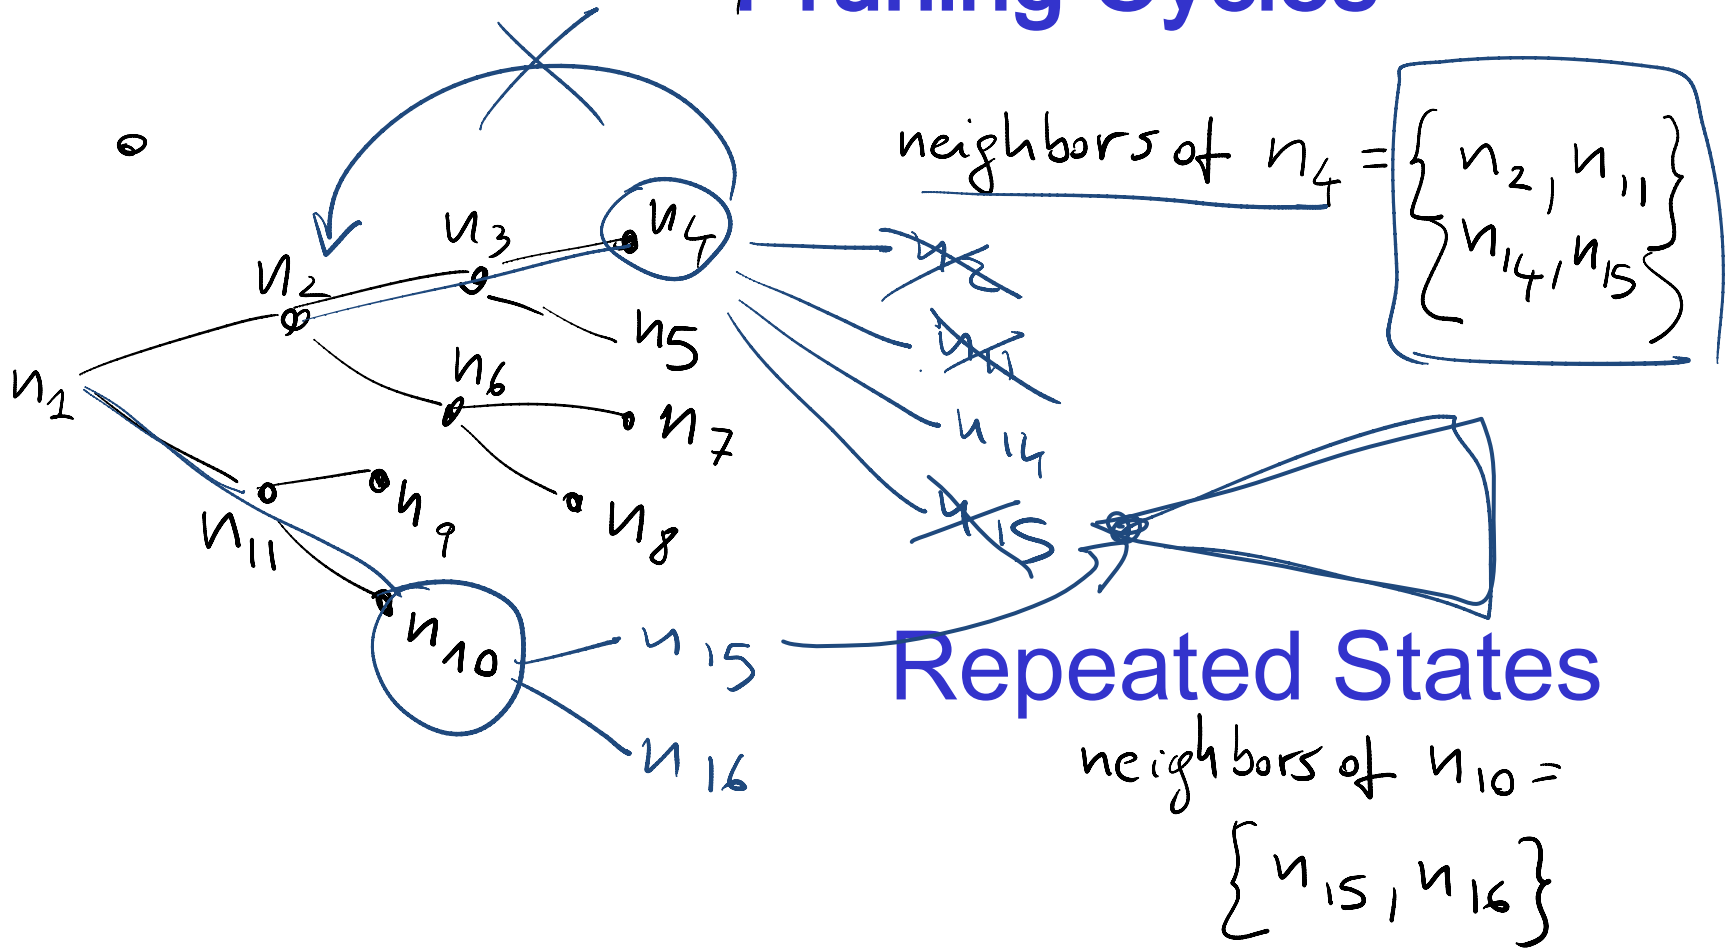 Pruning Cycles
neighbors of n4 = { n2, n11
n14, n15 }
n3
n4
n2
n2
n5
n11
n1
n6
n7
n14
n9
n8
n15
n11
n10
n15
Repeated States
n16
neighbors of n10 =
{ n15, n16 }